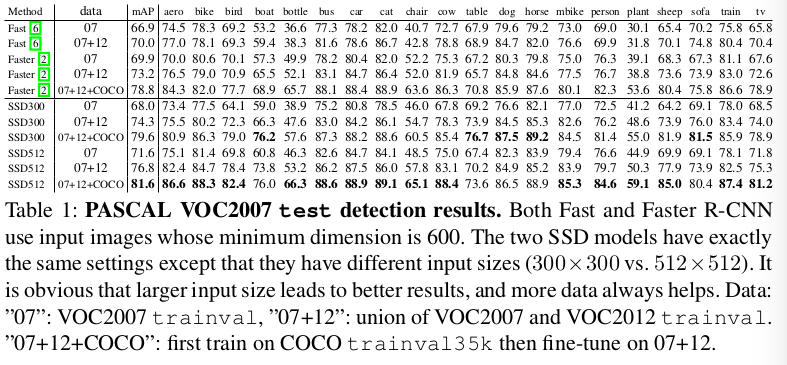 Method data mAP aero bike bird boat bottle bus car cat chair cow table dog horse mbike person plant sheep sofa train tv
Fast [6] 07 66.9 74.5 78.3 69.2 53.2 36.6 77.3 78.2 82.0 40.7 72.7 67.9 79.6 79.2 73.0 69.0 30.1 65.4 70.2 75.8 65.8
Fast [6] 07+12 70.0 77.0 78.1 69.3 59.4 38.3 81.6 78.6 86.7 42.8 78.8 68.9 84.7 82.0 76.6 69.9 31.8 70.1 74.8 80.4 70.4
Faster [2] 07 69.9 70.0 80.6 70.1 57.3 49.9 78.2 80.4 82.0 52.2 75.3 67.2 80.3 79.8 75.0 76.3 39.1 68.3 67.3 81.1 67.6
Faster [2] 07+12 73.2 76.5 79.0 70.9 65.5 52.1 83.1 84.7 86.4 52.0 81.9 65.7 84.8 84.6 77.5 76.7 38.8 73.6 73.9 83.0 72.6
Faster [2] 07+12+COCO 78.8 84.3 82.0 77.7 68.9 65.7 88.1 88.4 88.9 63.6 86.3 70.8 85.9 87.6 80.1 82.3 53.6 80.4 75.8 86.6 78.9
SSD300 07 68.0 73.4 77.5 64.1 59.0 38.9 75.2 80.8 78.5 46.0 67.8 69.2 76.6 82.1 77.0 72.5 41.2 64.2 69.1 78.0 68.5
SSD300 07+12 74.3 75.5 80.2 72.3 66.3 47.6 83.0 84.2 86.1 54.7 78.3 73.9 84.5 85.3 82.6 76.2 48.6 73.9 76.0 83.4 74.0
SSD300 07+12+COCO 79.6 80.9 86.3 79.0 76.2 57.6 87.3 88.2 88.6 60.5 85.4 76.7 87.5 89.2 84.5 81.4 55.0 81.9 81.5 85.9 78.9
SSD512 07 71.6 75.1 81.4 69.8 60.8 46.3 82.6 84.7 84.1 48.5 75.0 67.4 82.3 83.9 79.4 76.6 44.9 69.9 69.1 78.1 71.8
SSD512 07+12 76.8 82.4 84.7 78.4 73.8 53.2 86.2 87.5 86.0 57.8 83.1 70.2 84.9 85.2 83.9 79.7 50.3 77.9 73.9 82.5 75.3
SSD512 07+12+COCO 81.6 86.6 88.3 82.4 76.0 66.3 88.6 88.9 89.1 65.1 88.4 73.6 86.5 88.9 85.3 84.6 59.1 85.0 80.4 87.4 81.2
Table 1: PASCAL VOC2007 test detection results. Both Fast and Faster R-CNN
use input images whose minimum dimension is 600. The two SSD models have exactly
the same settings except that they have different input sizes (300×300 vs. 512×512). It
is obvious that larger input size leads to better results, and more data always helps. Data:
”07”: VOC2007 trainval, ”07+12”: union of VOC2007 and VOC2012 trainval.
”07+12+COCO”: first train on COCO trainval35k then fine-tune on 07+12.